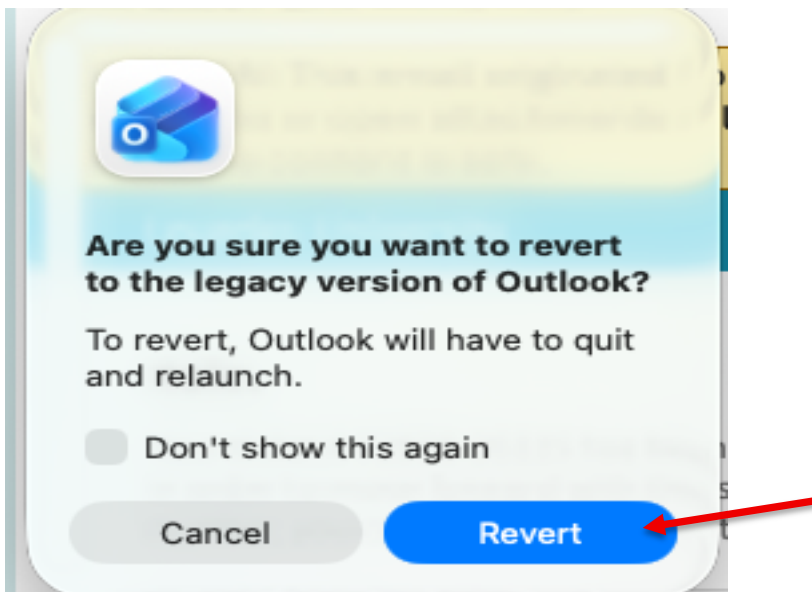 Are you sure you want to revert
to the legacy version of Outlook?
To revert, Outlook will have to quit
and relaunch.
Don't show this again
Cancel
Revert